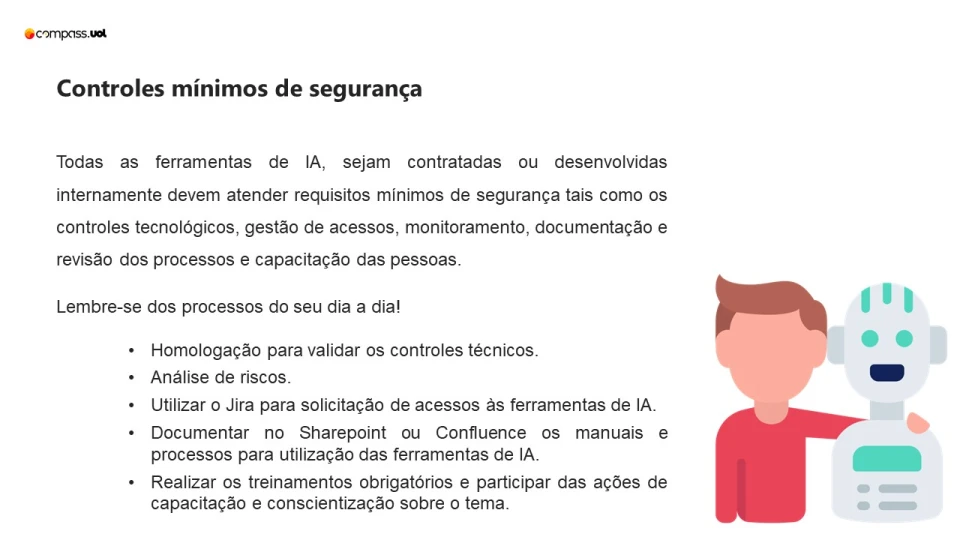 compass.uol
Controles mínimos de segurança
Todas as ferramentas de IA, sejam contratadas ou desenvolvidas
internamente devem atender requisitos mínimos de segurança tais como os
controles tecnológicos, gestão de acessos, monitoramento, documentação e
revisão dos processos e capacitação das pessoas.
Lembre-se dos processos do seu dia a dia!
• Homologação para validar os controles técnicos.
• Análise de riscos.
• Utilizar o Jira para solicitação de acessos às ferramentas de IA.
• Documentar no Sharepoint ou Confluence os manuais e
processos para utilização das ferramentas de IA.
• Realizar os treinamentos obrigatórios e participar das ações de
capacitação e conscientização sobre o tema.